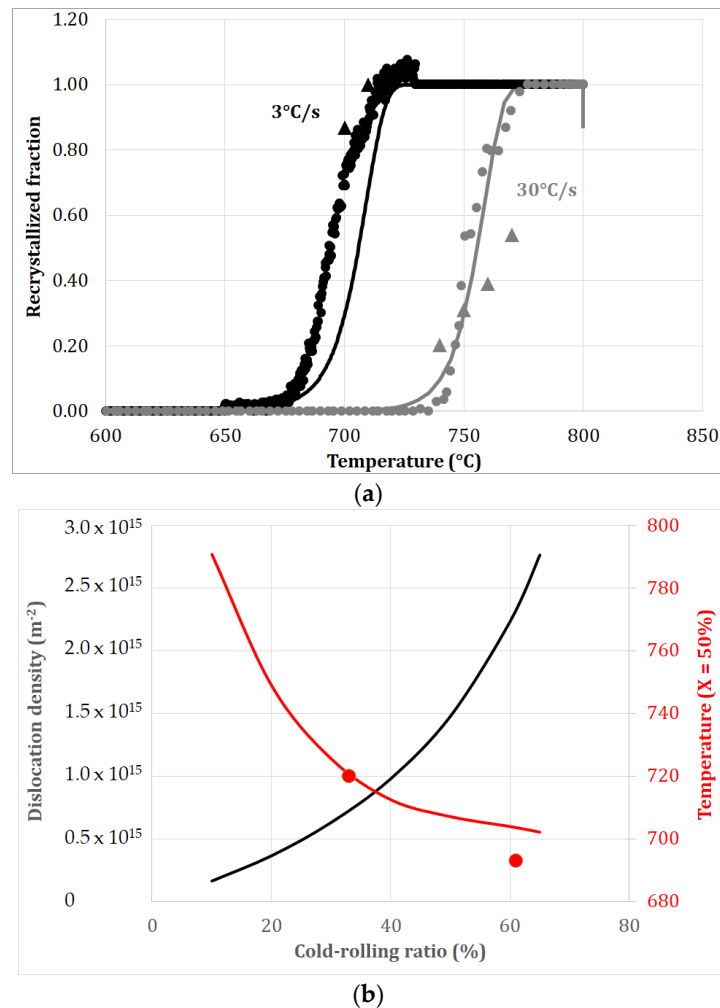 1.20
1.00
0.80
0.60
0.40
0.20
0.00
Recrystallized fraction
3°C/s
30°C/s
600
650
700
750
800
850
Temperature (°C)
(a)
3.0 x 10¹⁵
2.5 x 10¹⁵
2.0 x 10¹⁵
1.5 x 10¹⁵
1.0 x 10¹⁵
0.5 x 10¹⁵
0
Dislocation density (m⁻²)
800
780
760
740
720
700
680
Temperature (X = 50%)
0
20
40
60
80
Cold-rolling ratio (%)
(b)